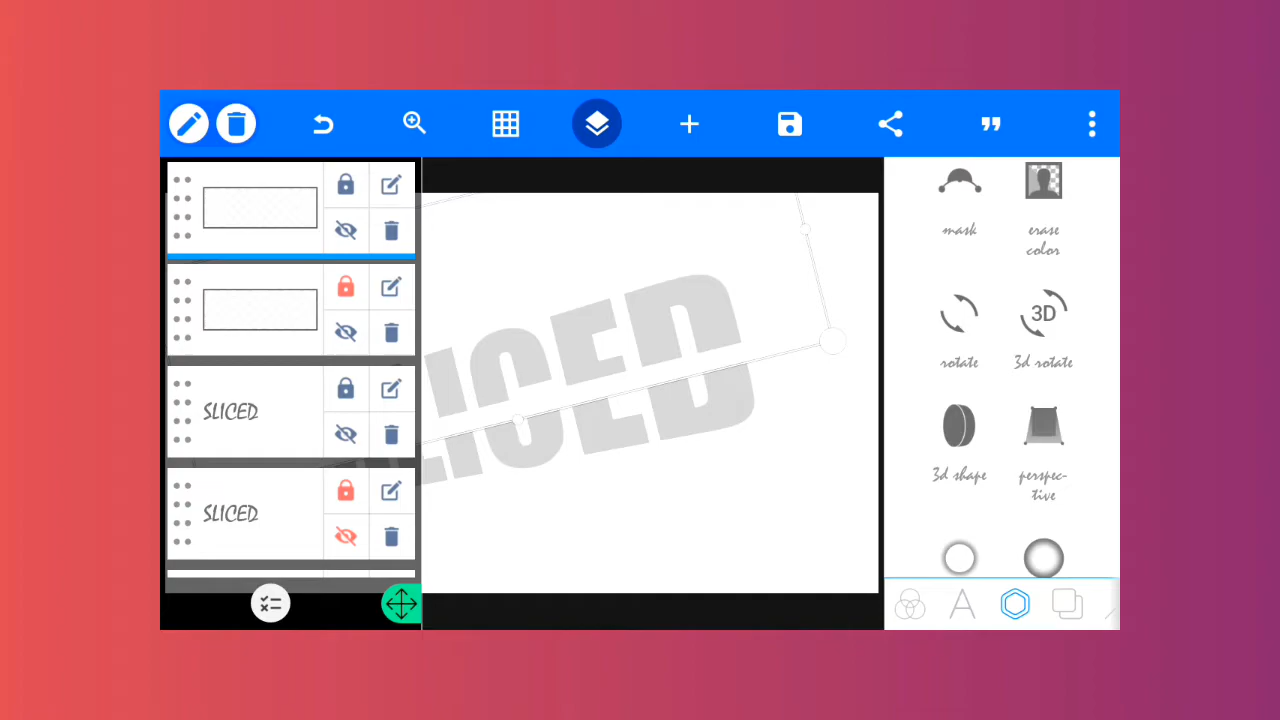 SLICED
SLICED
SLICED
mask
erase
color
rotate
3D
3d rotate
3d shape
perspec-
tive
A